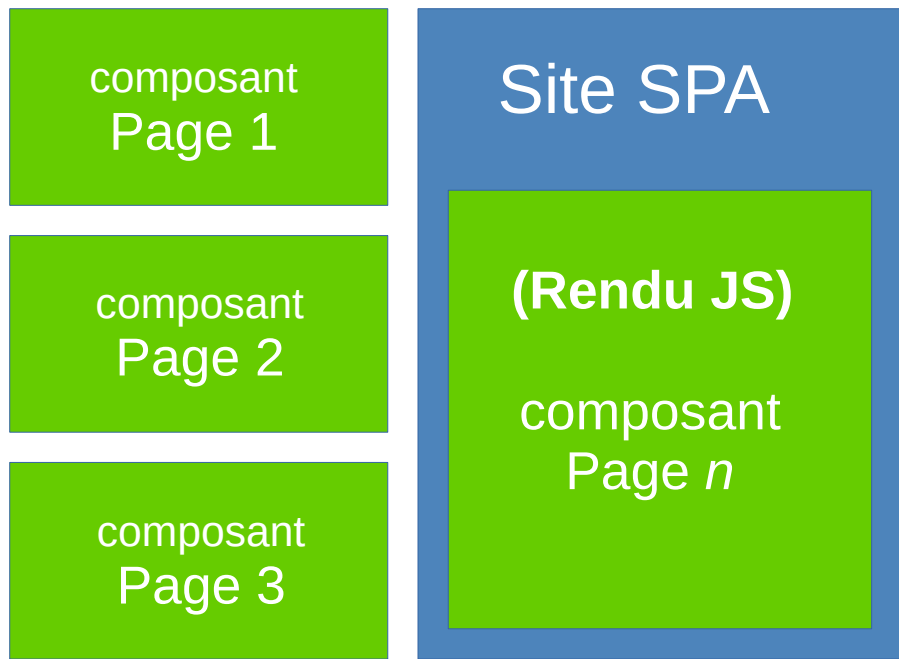 composant
Page 1
composant
Page 2
composant
Page 3
Site SPA
(Rendu JS)
composant
Page n